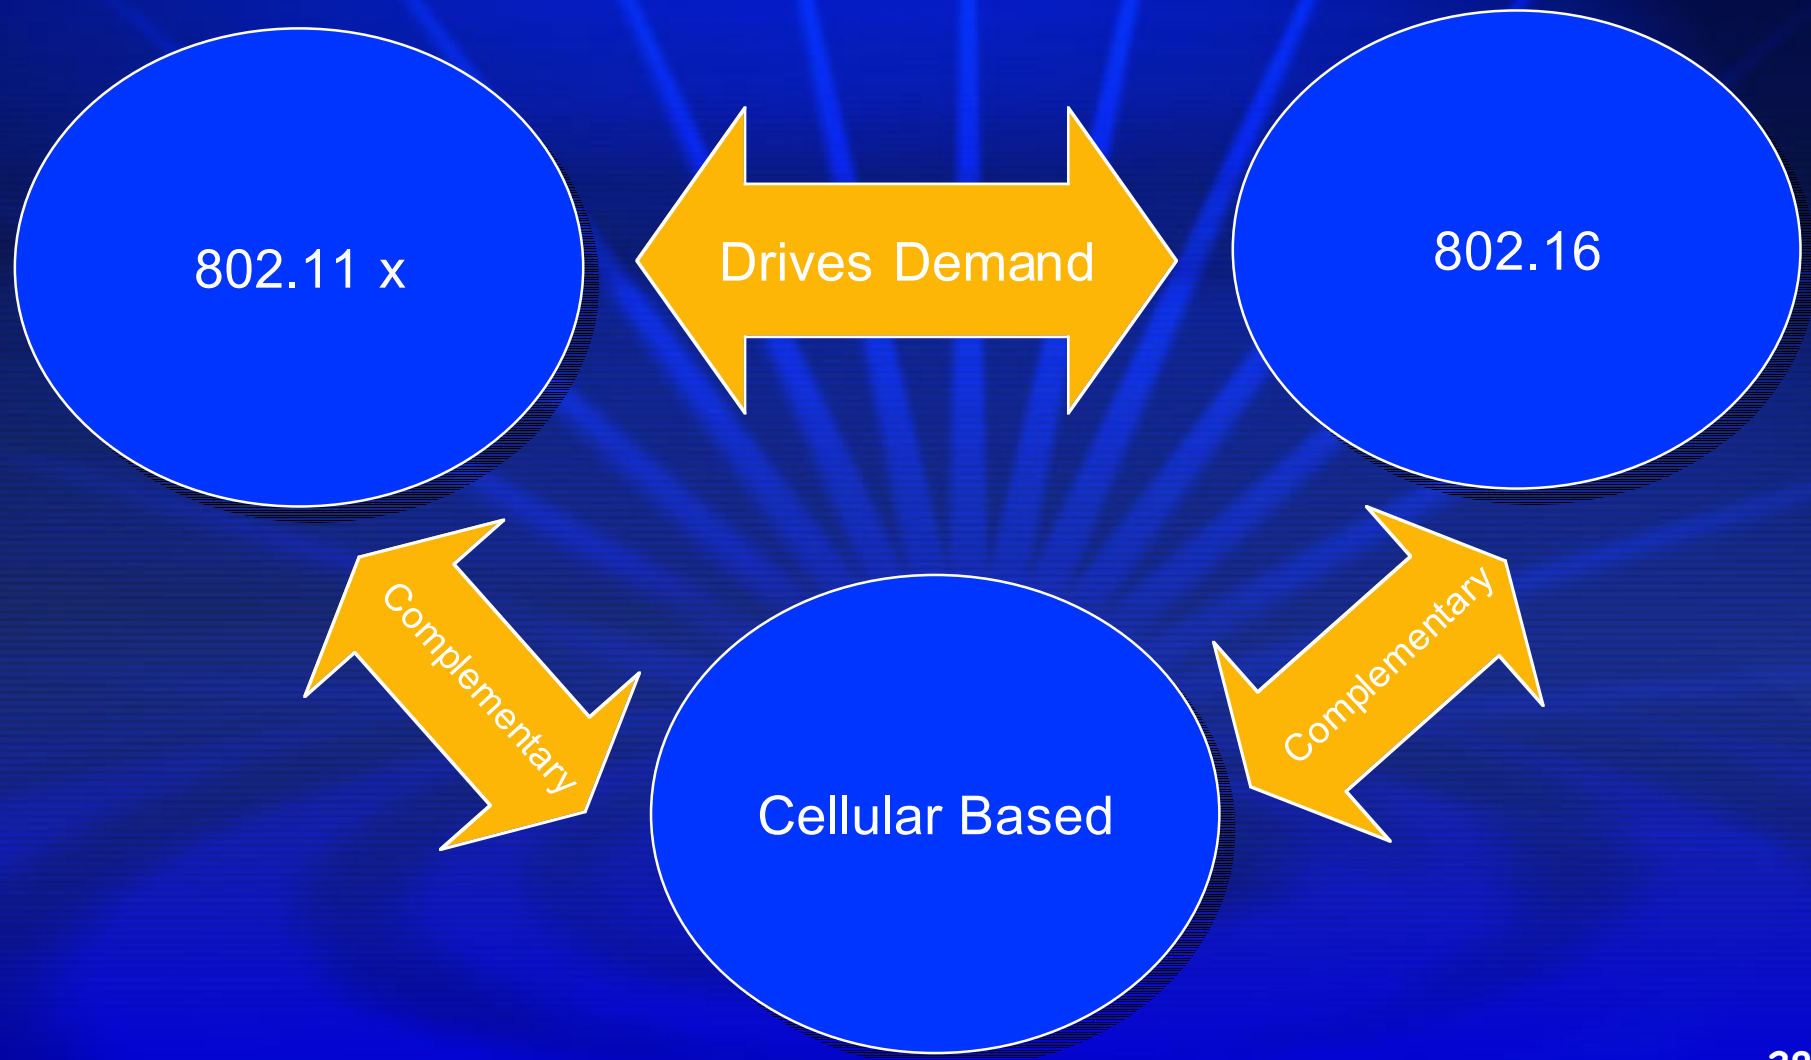 802.11 x
Drives Demand
802.16
Complementary
Complementary
Cellular Based